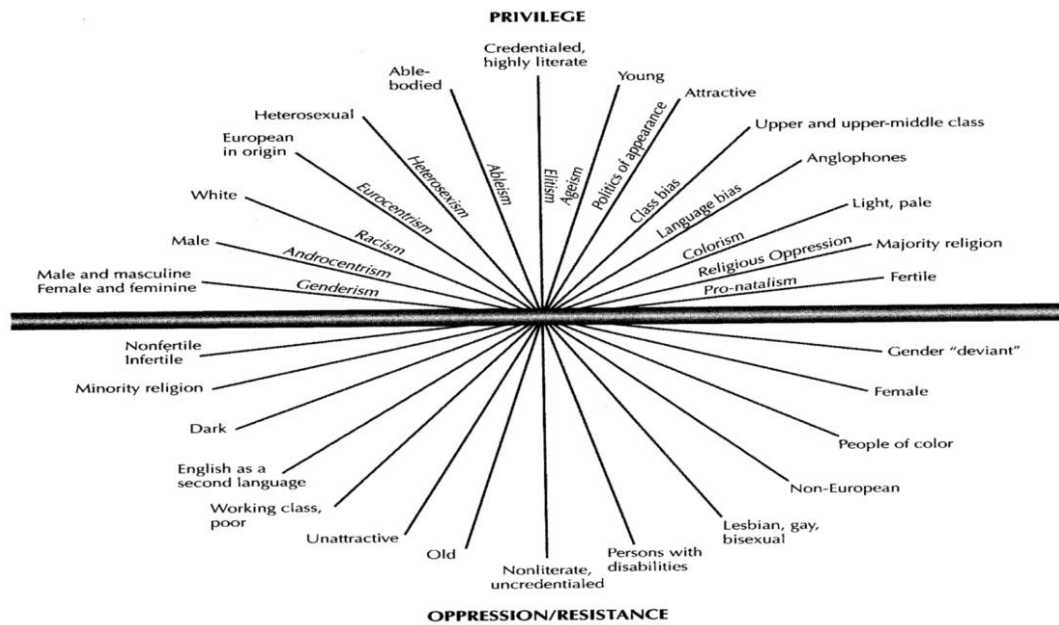 PRIVILEGE
Credentialed,
highly literate
Able-
bodied
Young
Attractive
Heterosexual
Upper and upper-middle class
European
in origin
Anglophones
White
Light, pale
Male
Majority religion
Male and masculine
Female and feminine
Fertile
Genderism
Androcentrism
Racism
Eurocentrism
Heterosexism
Ableism
Elitism
Ageism
Politics of appearance
Class bias
Language bias
Colorism
Religious Oppression
Pro-natalism
Nonfertile
Infertile
Gender “deviant”
Minority religion
Female
Dark
People of color
English as a
second language
Non-European
Working class,
poor
Lesbian, gay,
bisexual
Unattractive
Old
Persons with
disabilities
Nonliterate,
uncredentialed
OPPRESSION/RESISTANCE